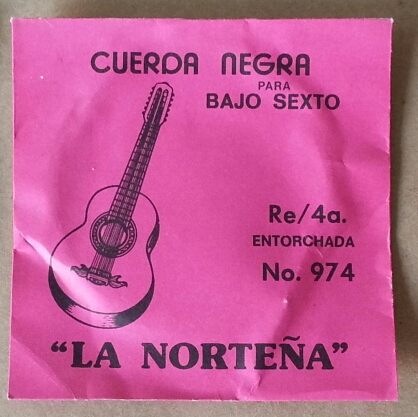 CUERDA NEGRA
PARA
BAJO SEXTO
Re/4a.
ENTORCHADA
No. 974
"LA NORTEÑA"